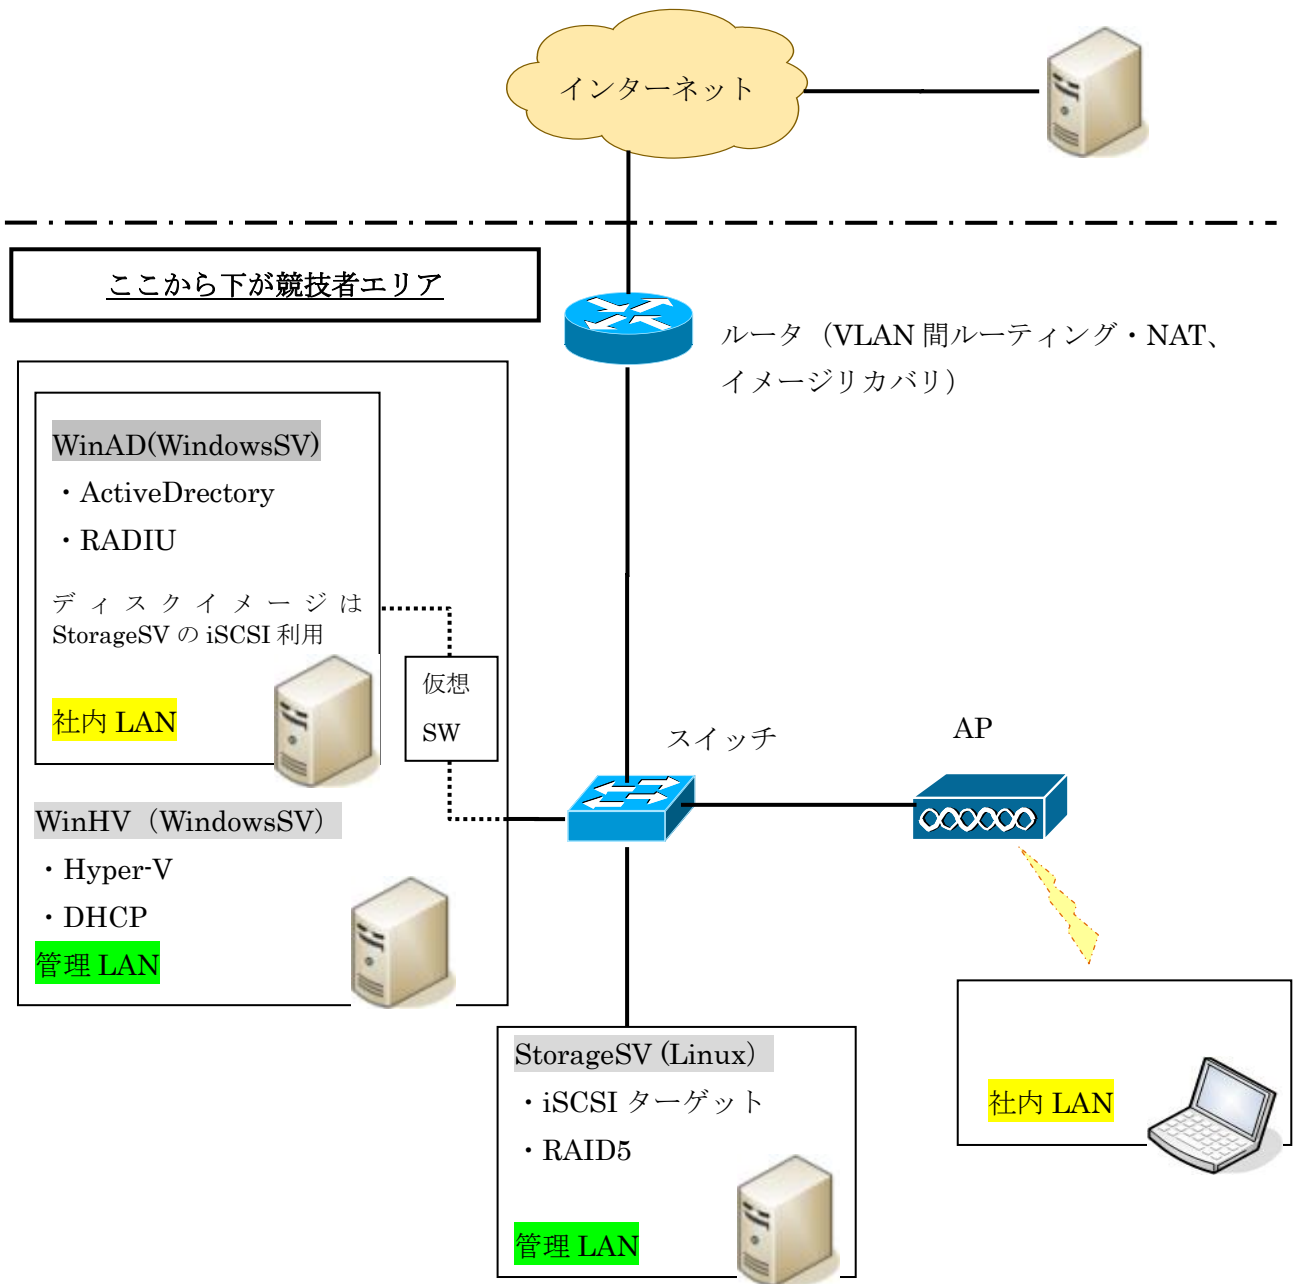 インターネット
ここから下が競技者エリア
ルータ（VLAN 間ルーティング・NAT、
イメージリカバリ）
WinAD(WindowsSV)
・ActiveDrectory
・RADIU
ディスクイメージは
StorageSV の iSCSI 利用
社内 LAN
仮想
SW
WinHV（WindowsSV）
・Hyper-V
・DHCP
管理 LAN
スイッチ
AP
StorageSV (Linux）
・iSCSI ターゲット
・RAID5
管理 LAN
社内 LAN